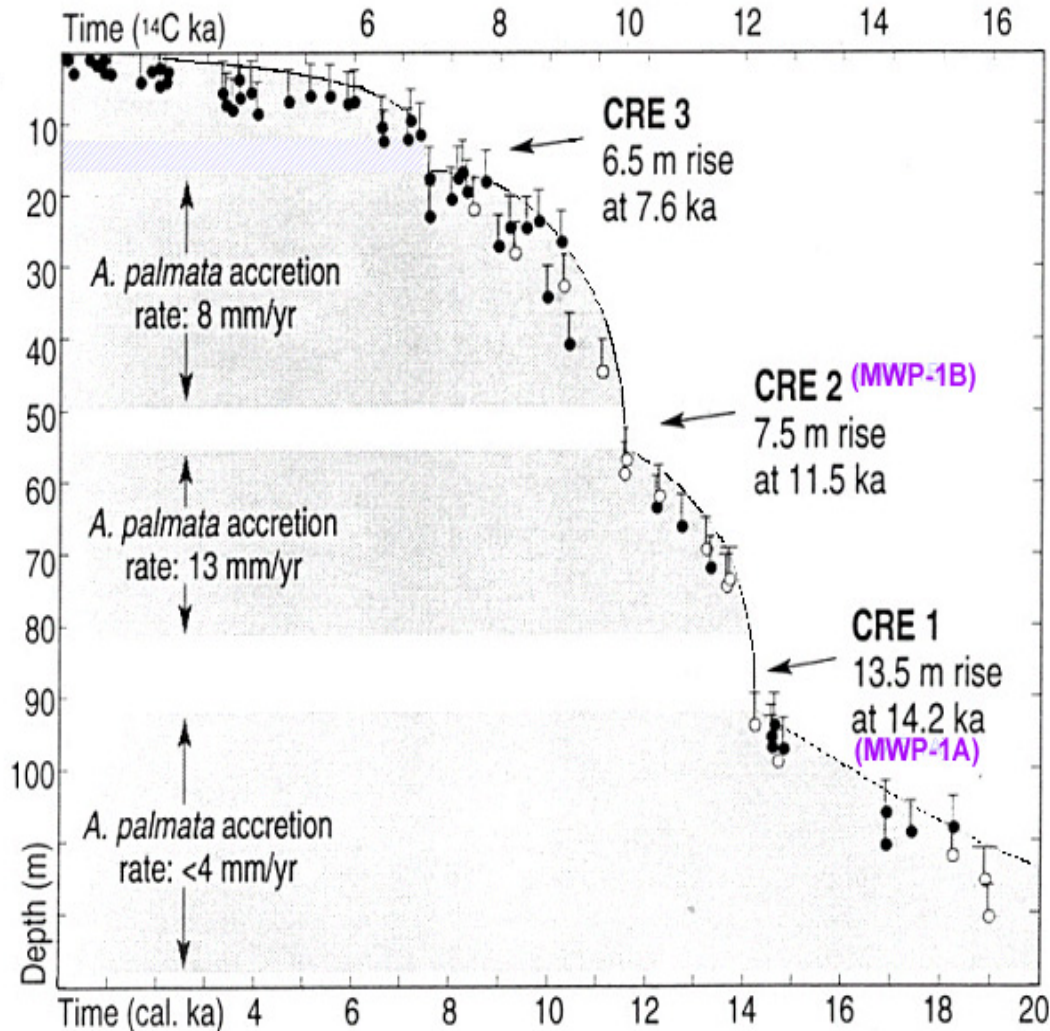 Time (¹⁴C ka) 6 8 10 12 14 16
10
20
30
40
50
60
70
80
90
100
Depth (m)
CRE 3
6.5 m rise
at 7.6 ka
A. palmata accretion
rate: 8 mm/yr
CRE 2 (MWP-1B)
7.5 m rise
at 11.5 ka
A. palmata accretion
rate: 13 mm/yr
CRE 1
13.5 m rise
at 14.2 ka
(MWP-1A)
A. palmata accretion
rate: <4 mm/yr
Time (cal. ka) 4 6 8 10 12 14 16 18 20